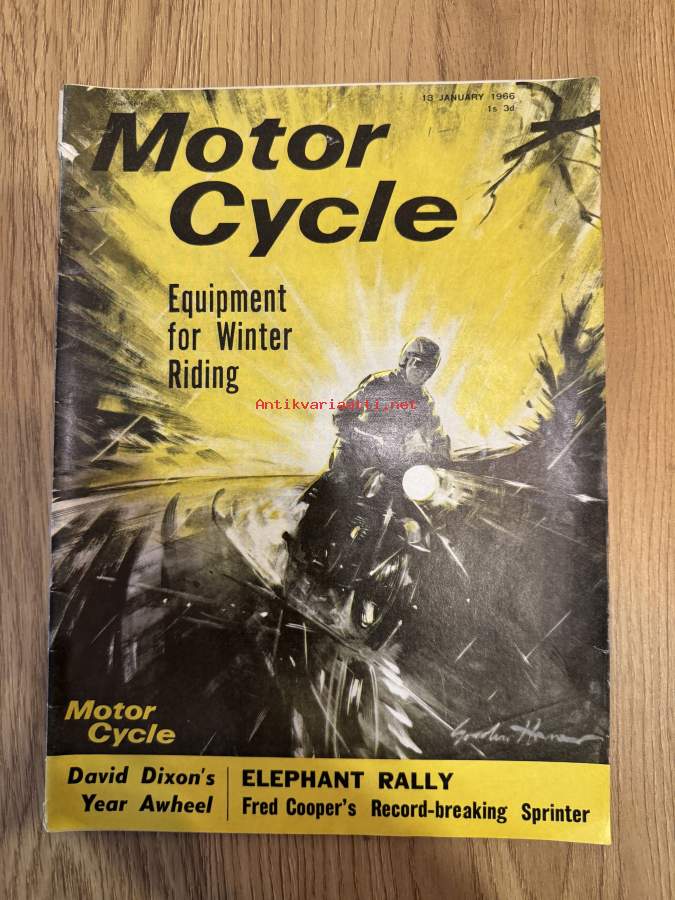 13 JANUARY 1966
1s 3d
Motor
Cycle
Equipment
for Winter
Riding
Antikvariaatti.net
Motor
Cycle
David Dixon's
Year Awheel
ELEPHANT RALLY
Fred Cooper's Record-breaking Sprinter